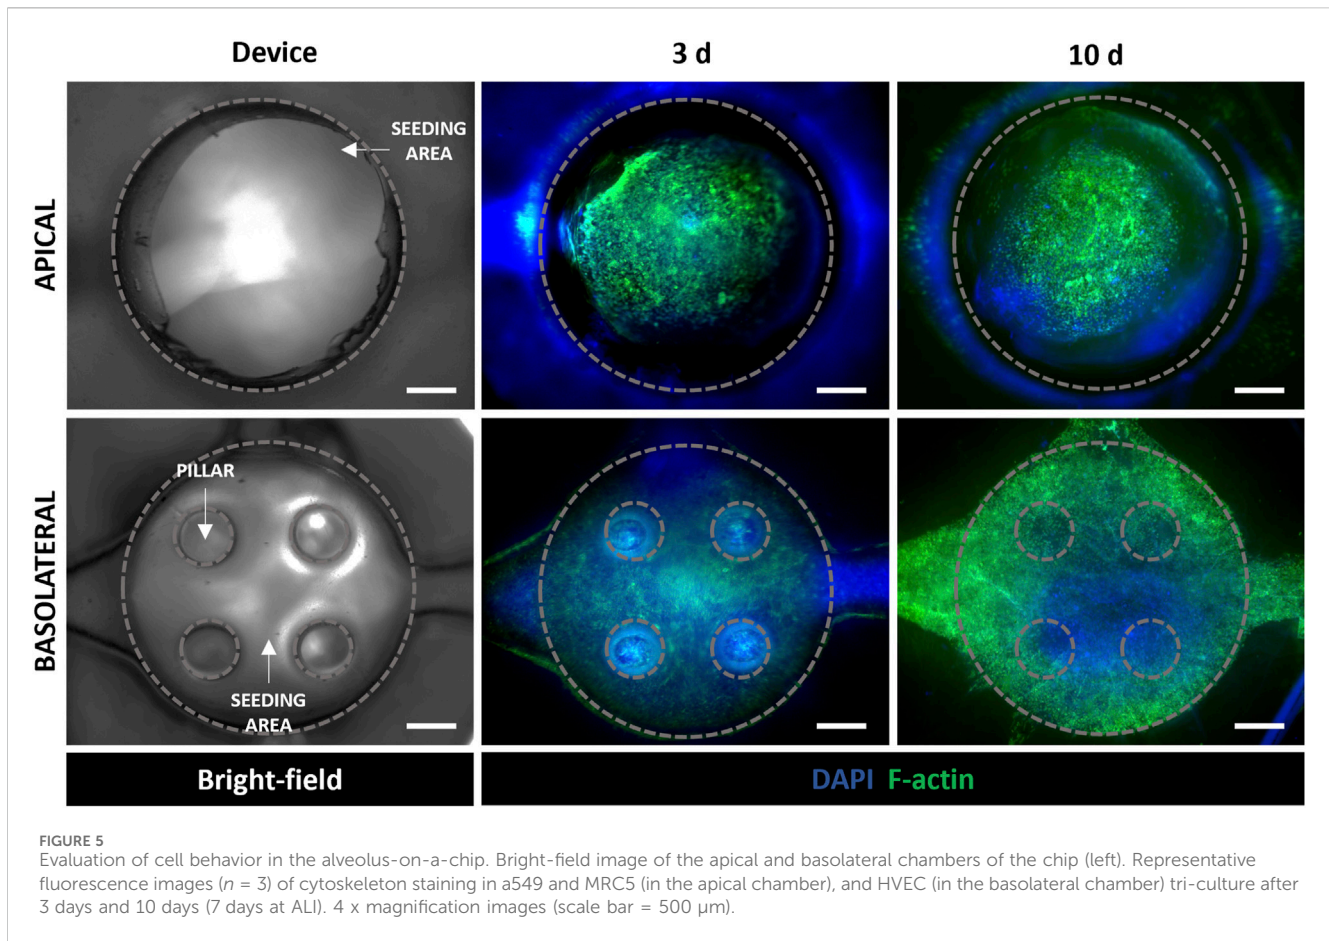 Device
3 d
10 d
APICAL
SEEDING
AREA
BASOLATERAL
PILLAR
SEEDING
AREA
Bright-field
DAPI F-actin
FIGURE 5
Evaluation of cell behavior in the alveolus-on-a-chip. Bright-field image of the apical and basolateral chambers of the chip (left). Representative
fluorescence images (n = 3) of cytoskeleton staining in a549 and MRC5 (in the apical chamber), and HVEC (in the basolateral chamber) tri-culture after
3 days and 10 days (7 days at ALI). 4 x magnification images (scale bar = 500 μm).